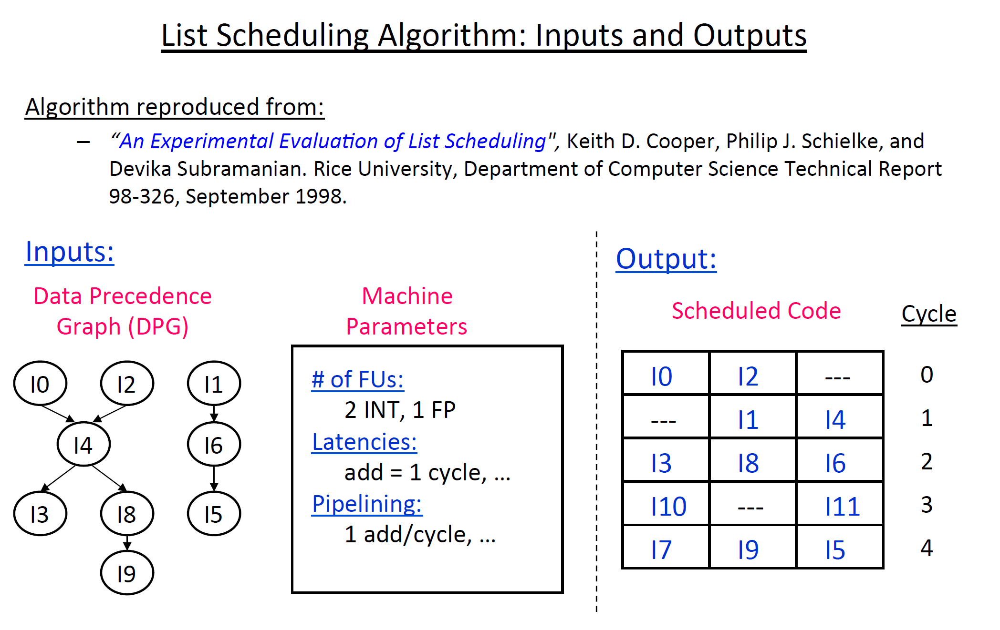 List Scheduling Algorithm: Inputs and Outputs
Algorithm reproduced from:
– “An Experimental Evaluation of List Scheduling", Keith D. Cooper, Philip J. Schielke, and
Devika Subramanian. Rice University, Department of Computer Science Technical Report
98-326, September 1998.
Inputs:
Data Precedence
Graph (DPG)
I0 I2 I1
I4 I6
I3 I8 I5
I9
Machine
Parameters
# of FUs:
2 INT, 1 FP
Latencies:
add = 1 cycle, …
Pipelining:
1 add/cycle, …
Output:
Scheduled Code Cycle
I0 I2 --- 0
--- I1 I4 1
I3 I8 I6 2
I10 --- I11 3
I7 I9 I5 4